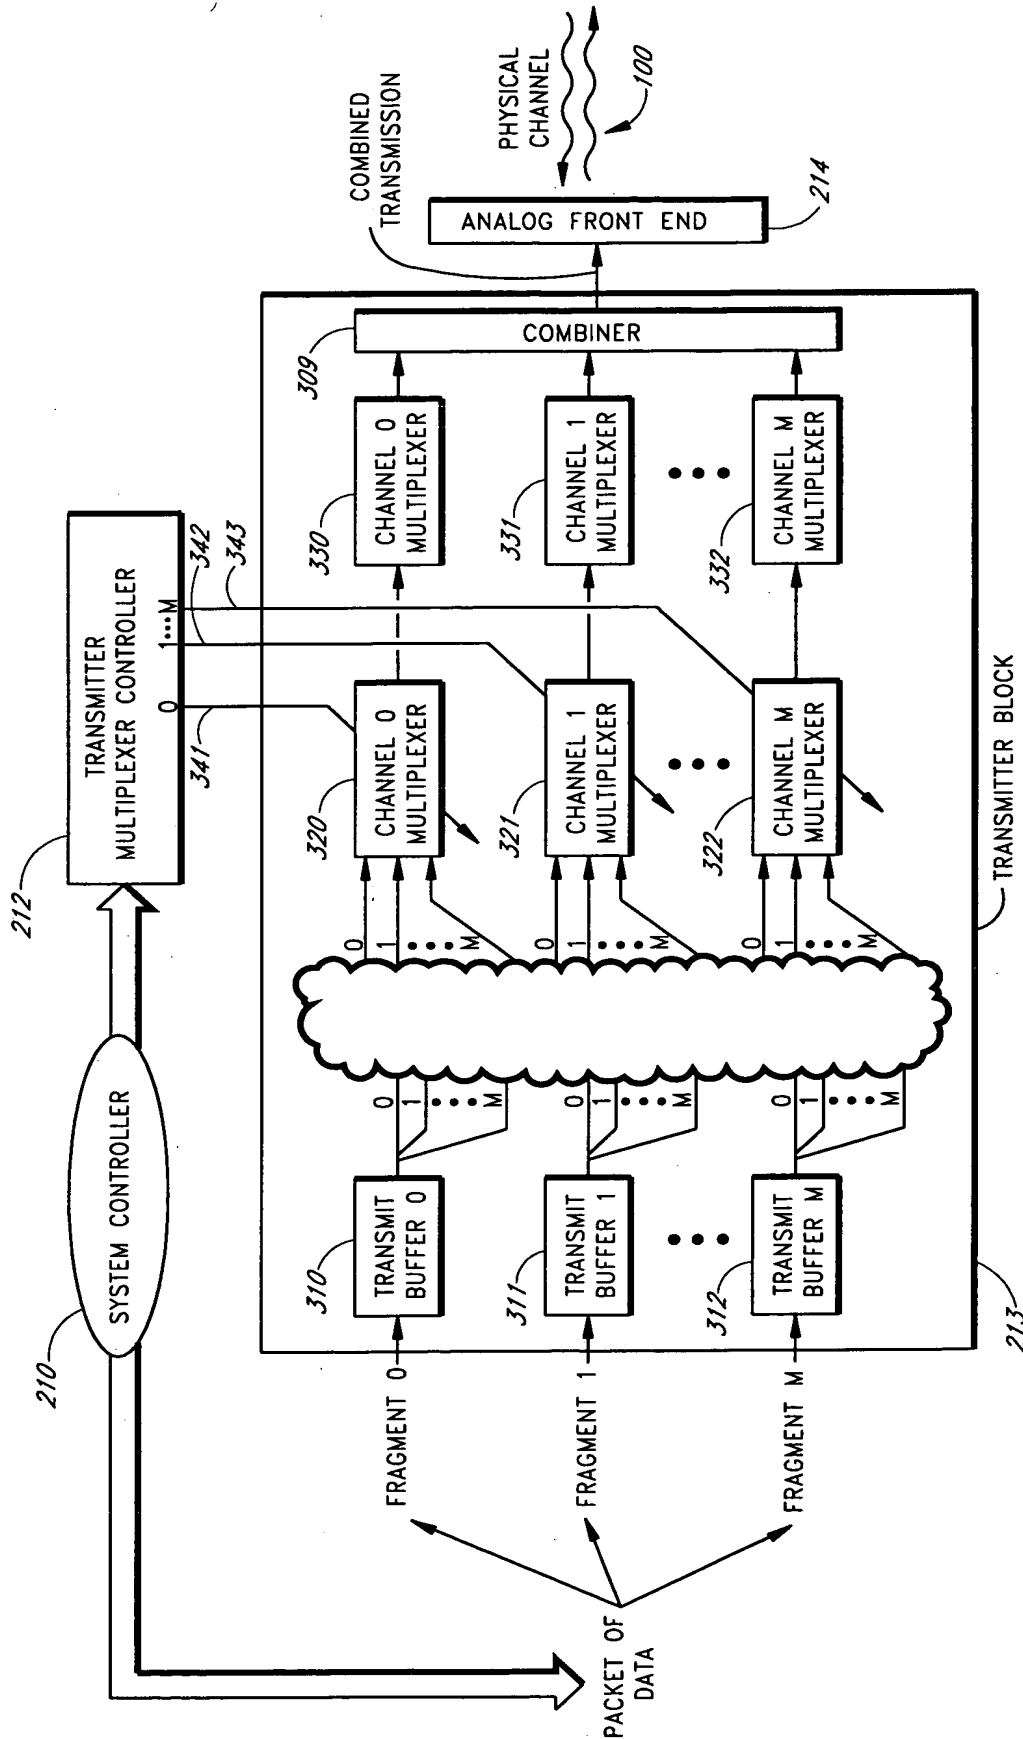 210
SYSTEM CONTROLLER
212
TRANSMITTER
MULTIPLEXER CONTROLLER
0 1 M
341
342
343
PACKET OF
DATA
FRAGMENT 0
310
TRANSMIT
BUFFER 0
0
1
M
0
1
M
320
CHANNEL 0
MULTIPLEXER
330
CHANNEL 0
MULTIPLEXER
FRAGMENT 1
311
TRANSMIT
BUFFER 1
0
1
M
0
1
M
321
CHANNEL 1
MULTIPLEXER
331
CHANNEL 1
MULTIPLEXER
FRAGMENT M
312
TRANSMIT
BUFFER M
0
1
M
0
1
M
322
CHANNEL M
MULTIPLEXER
332
CHANNEL M
MULTIPLEXER
309
COMBINER
COMBINED
TRANSMISSION
ANALOG FRONT END
214
PHYSICAL
CHANNEL
100
213
TRANSMITTER BLOCK